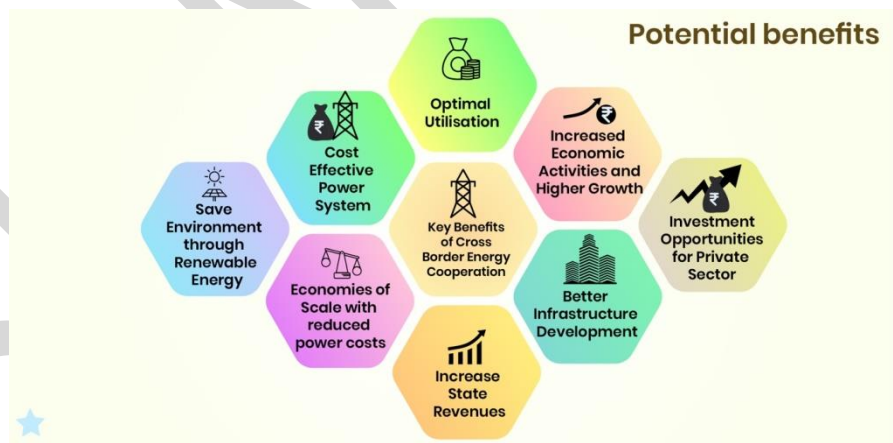 Potential benefits
Optimal
Utilisation
Cost
Effective
Power
System
Increased
Economic
Activities and
Higher Growth
Save
Environment
through
Renewable
Energy
Key Benefits
of Cross
Border Energy
Cooperation
Investment
Opportunities
for Private
Sector
Economies of
Scale with
reduced
power costs
Better
Infrastructure
Development
Increase
State
Revenues